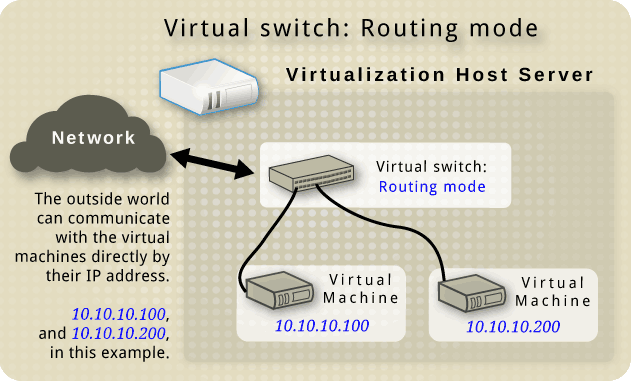 Virtual switch: Routing mode
Virtualization Host Server
Network
Virtual switch:
Routing mode
The outside world
can communicate
with the virtual
machines directly by
their IP address.
10.10.10.100,
and 10.10.10.200,
in this example.
Virtual
Machine
10.10.10.100
Virtual
Machine
10.10.10.200